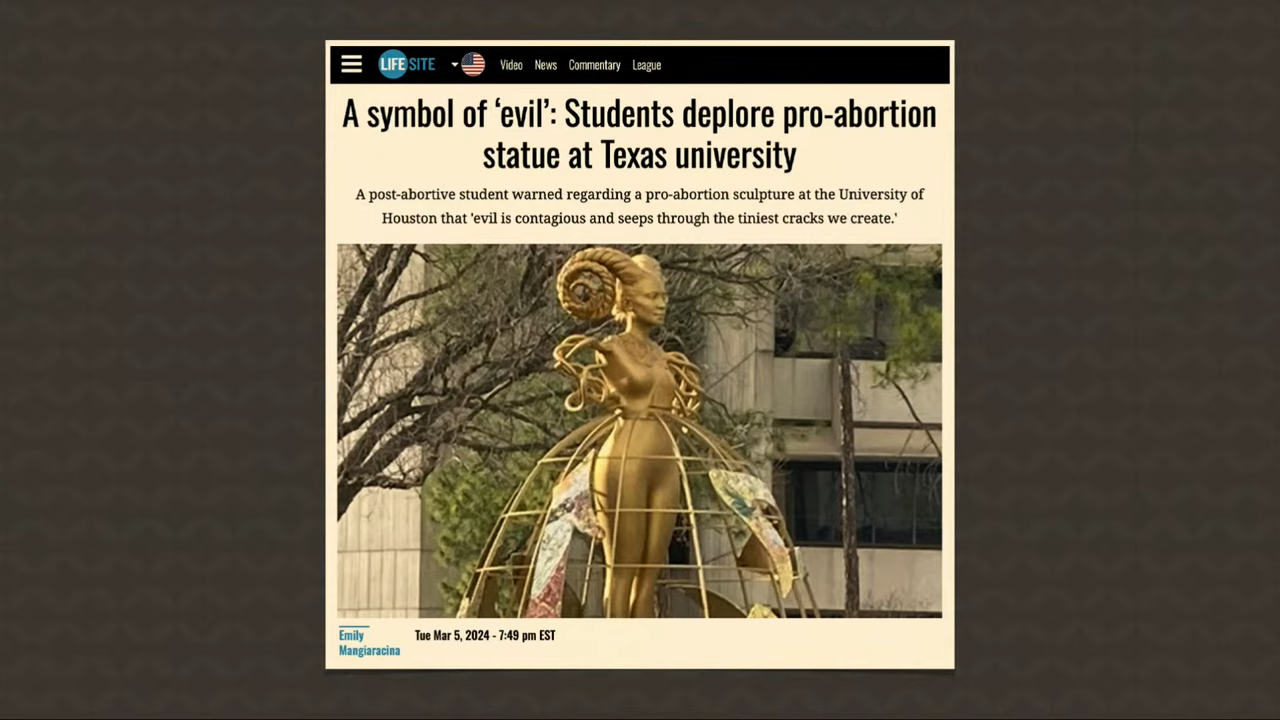 LIFESITE Video News Commentary League
A symbol of ‘evil’: Students deplore pro-abortion
statue at Texas university
A post-abortive student warned regarding a pro-abortion sculpture at the University of
Houston that 'evil is contagious and seeps through the tiniest cracks we create.'
Emily Tue Mar 5, 2024 - 7:49 pm EST
Mangiaracina